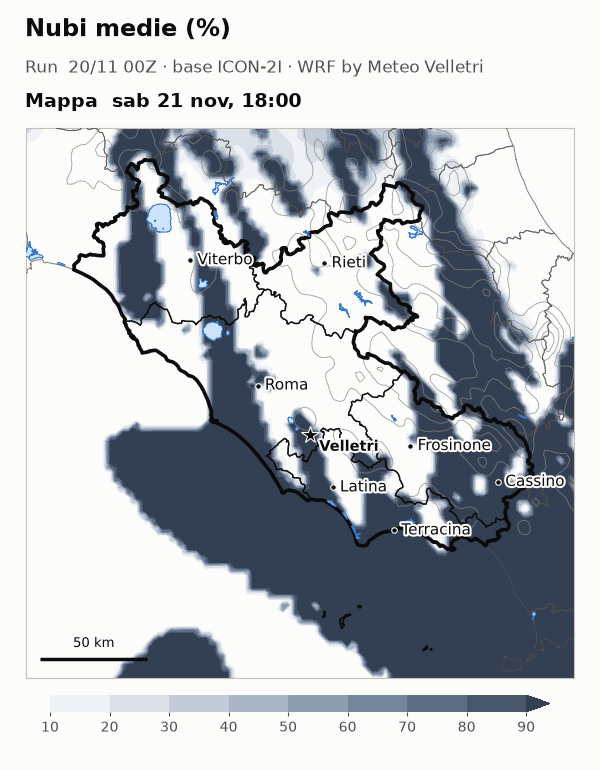 Nubi medie (%)
Run  20/11 00Z · base ICON-2I · WRF by Meteo Velletri
Mappa  sab 21 nov, 18:00
Viterbo
Rieti
Roma
Velletri
Frosinone
Cassino
Latina
Terracina
50 km
10 20 30 40 50 60 70 80 90